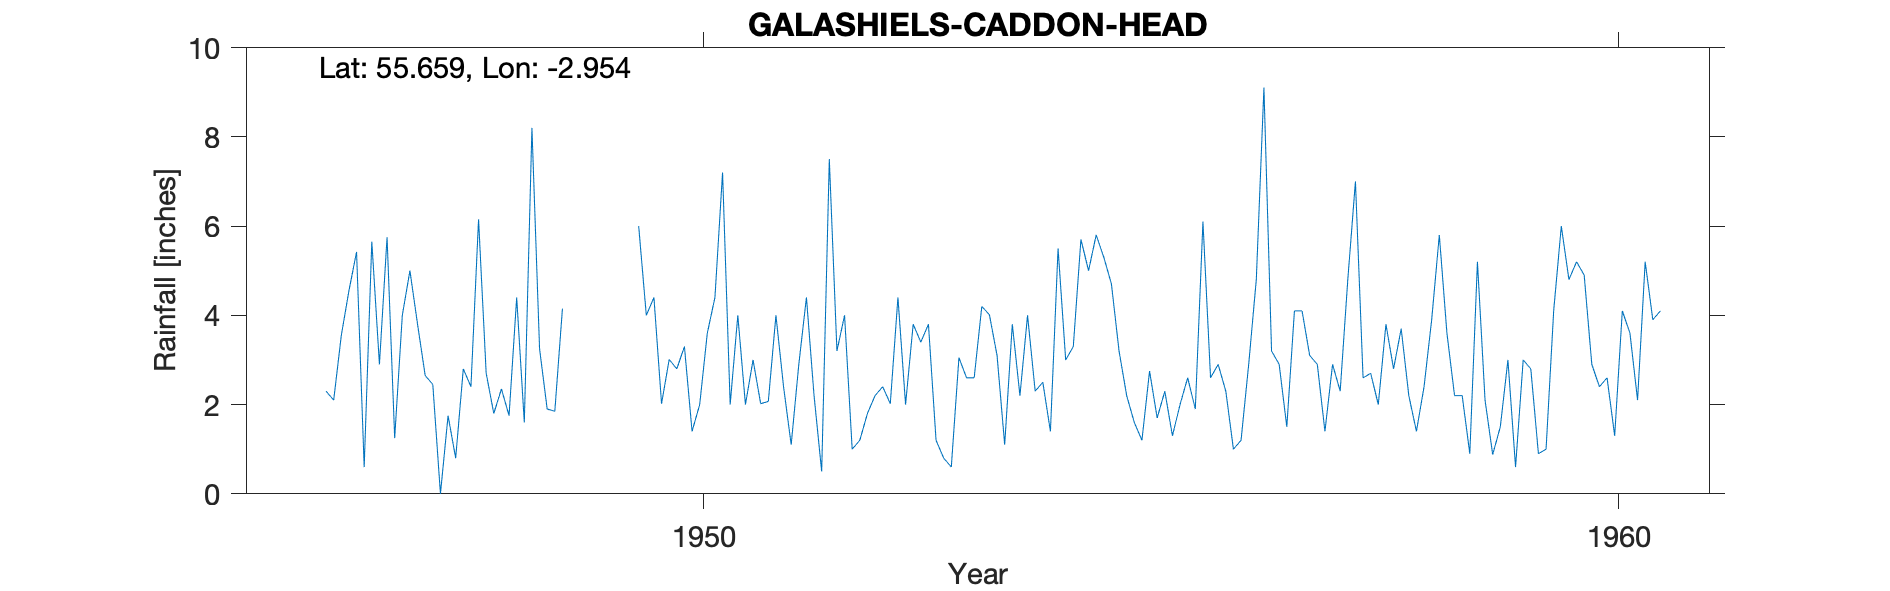 GALASHIELS-CADDON-HEAD
Lat: 55.659, Lon: -2.954
10
8
6
4
2
0
Rainfall [inches]
1950
1960
Year